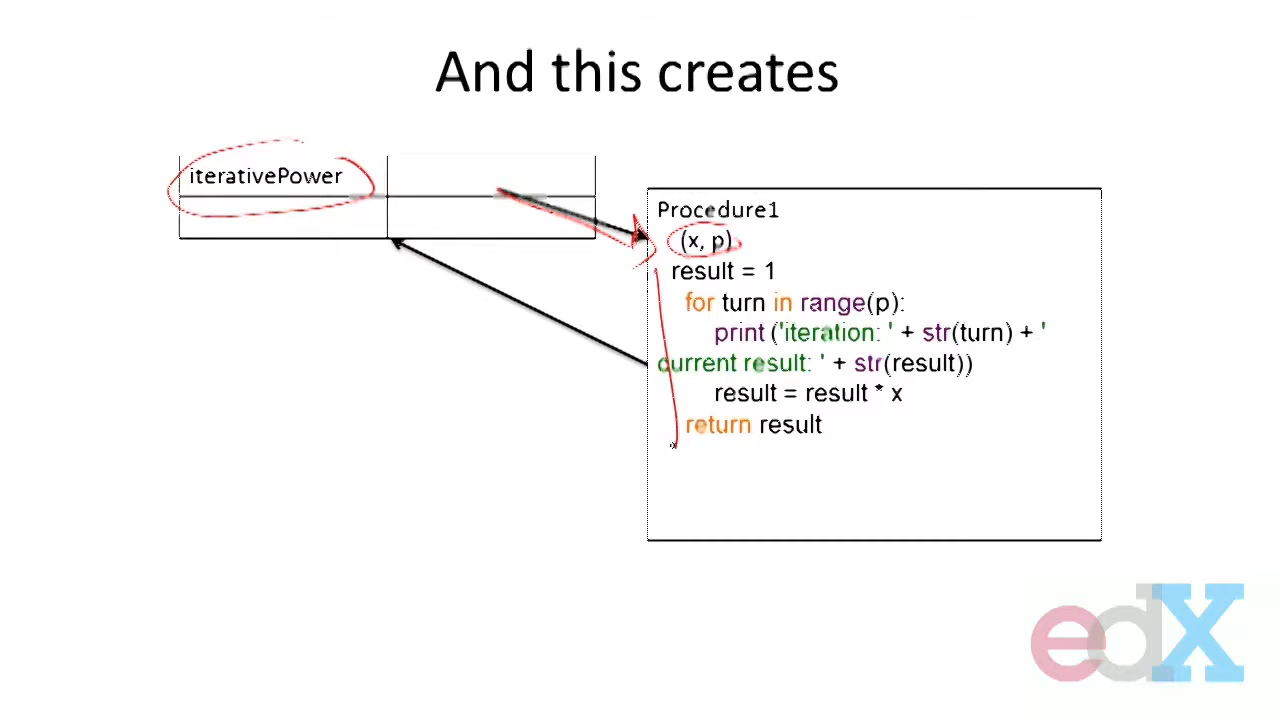 And this creates
iterativePower
Procedure1
(x, p)
result = 1
for turn in range(p):
print ('iteration: ' + str(turn) + '
current result: ' + str(result))
result = result * x
return result
edX